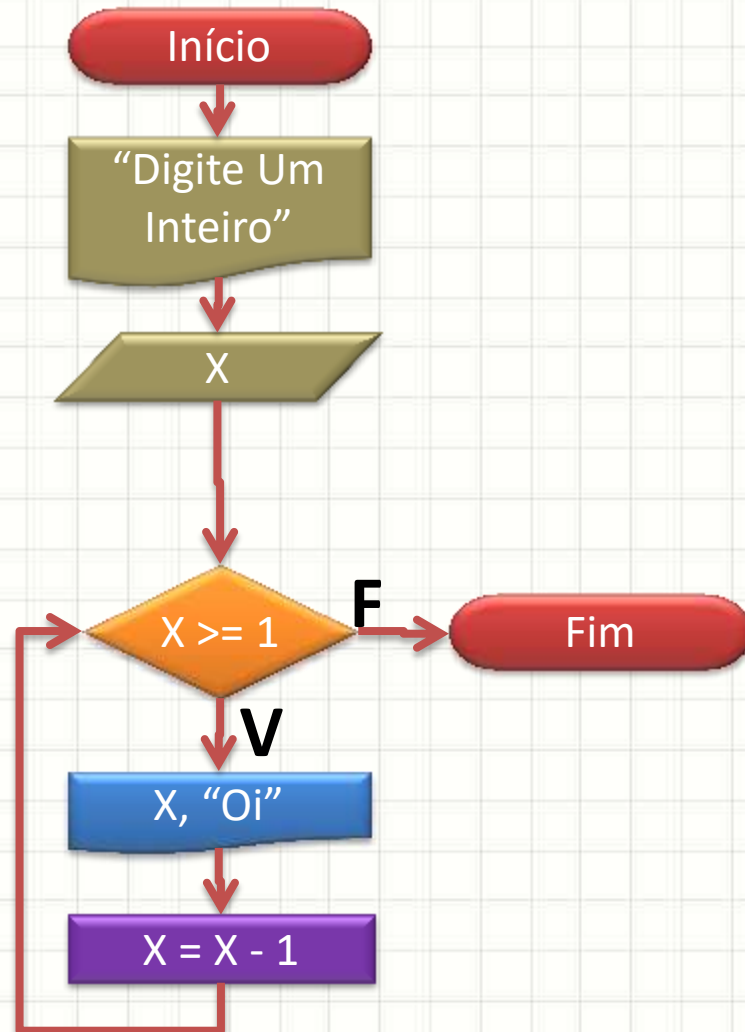 Início
“Digite Um
Inteiro”
X
X >= 1
F
Fim
V
X, “Oi”
X = X - 1